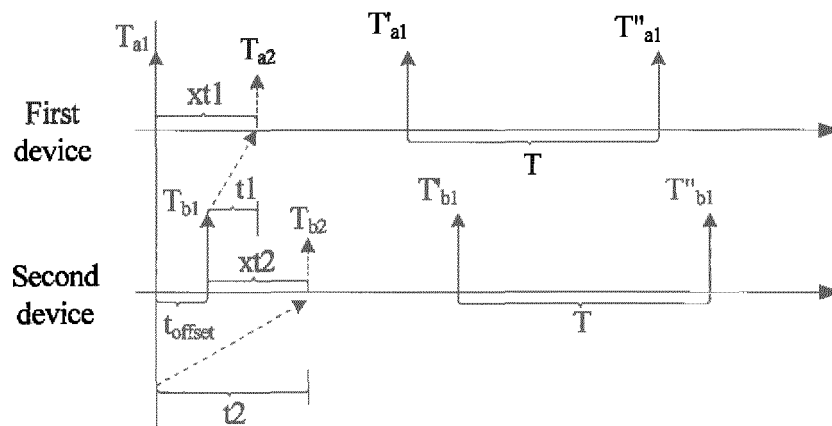 Ta1
Ta2
T'a1
T"a1
xt1
First
device
T
Tb1
t1
Tb2
T'b1
T"b1
xt2
Second
device
toffset
T
t2